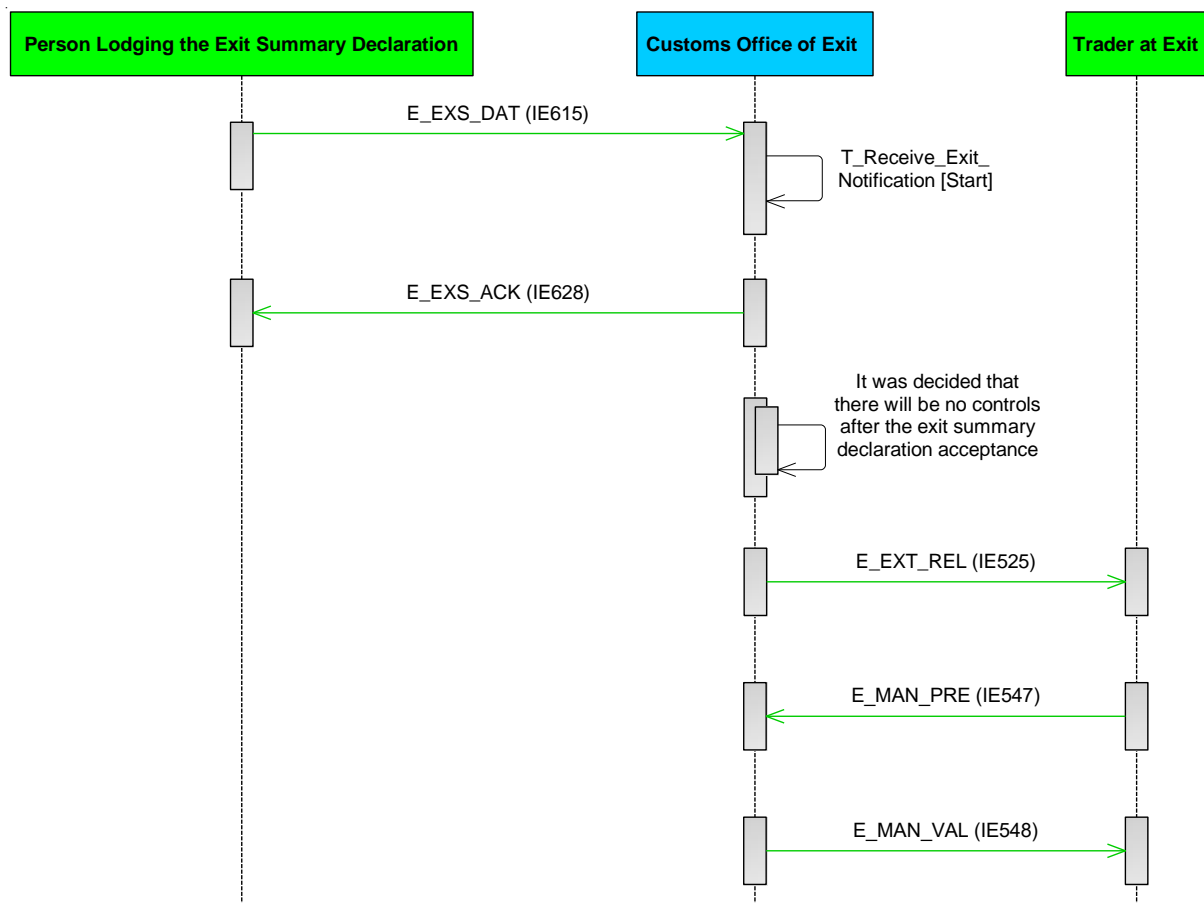 Person Lodging the Exit Summary Declaration
Customs Office of Exit
Trader at Exit
E_EXS_DAT (IE615)
T_Receive_Exit_
Notification [Start]
E_EXS_ACK (IE628)
It was decided that
there will be no controls
after the exit summary
declaration acceptance
E_EXT_REL (IE525)
E_MAN_PRE (IE547)
E_MAN_VAL (IE548)